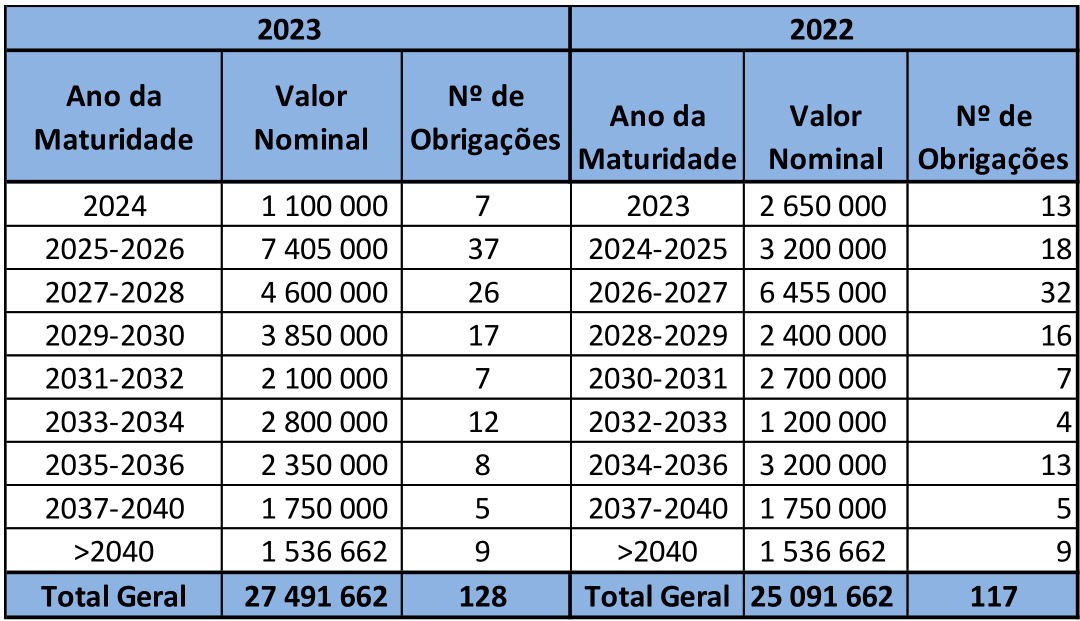 2023 2022
Ano da Maturidade Valor Nominal Nº de Obrigações Ano da Maturidade Valor Nominal Nº de Obrigações
2024 1 100 000 7 2023 2 650 000 13
2025-2026 7 405 000 37 2024-2025 3 200 000 18
2027-2028 4 600 000 26 2026-2027 6 455 000 32
2029-2030 3 850 000 17 2028-2029 2 400 000 16
2031-2032 2 100 000 7 2030-2031 2 700 000 7
2033-2034 2 800 000 12 2032-2033 1 200 000 4
2035-2036 2 350 000 8 2034-2036 3 200 000 13
2037-2040 1 750 000 5 2037-2040 1 750 000 5
>2040 1 536 662 9 >2040 1 536 662 9
Total Geral 27 491 662 128 Total Geral 25 091 662 117